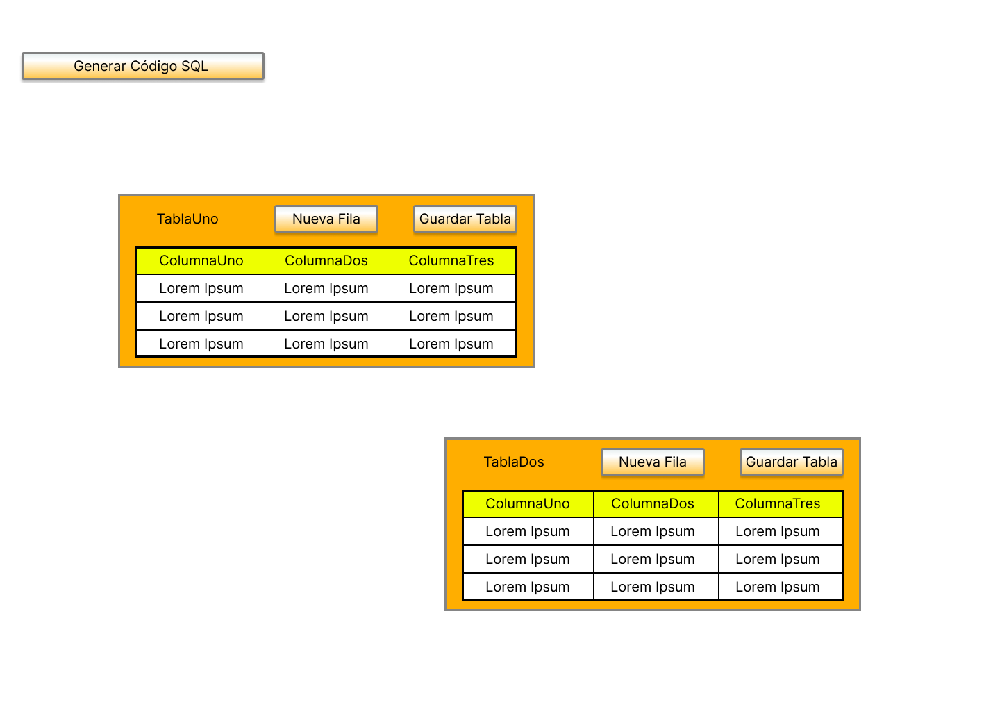 Generar Código SQL
TablaUno Nueva Fila Guardar Tabla
ColumnaUno ColumnaDos ColumnaTres
Lorem Ipsum Lorem Ipsum Lorem Ipsum
Lorem Ipsum Lorem Ipsum Lorem Ipsum
Lorem Ipsum Lorem Ipsum Lorem Ipsum
TablaDos Nueva Fila Guardar Tabla
ColumnaUno ColumnaDos ColumnaTres
Lorem Ipsum Lorem Ipsum Lorem Ipsum
Lorem Ipsum Lorem Ipsum Lorem Ipsum
Lorem Ipsum Lorem Ipsum Lorem Ipsum